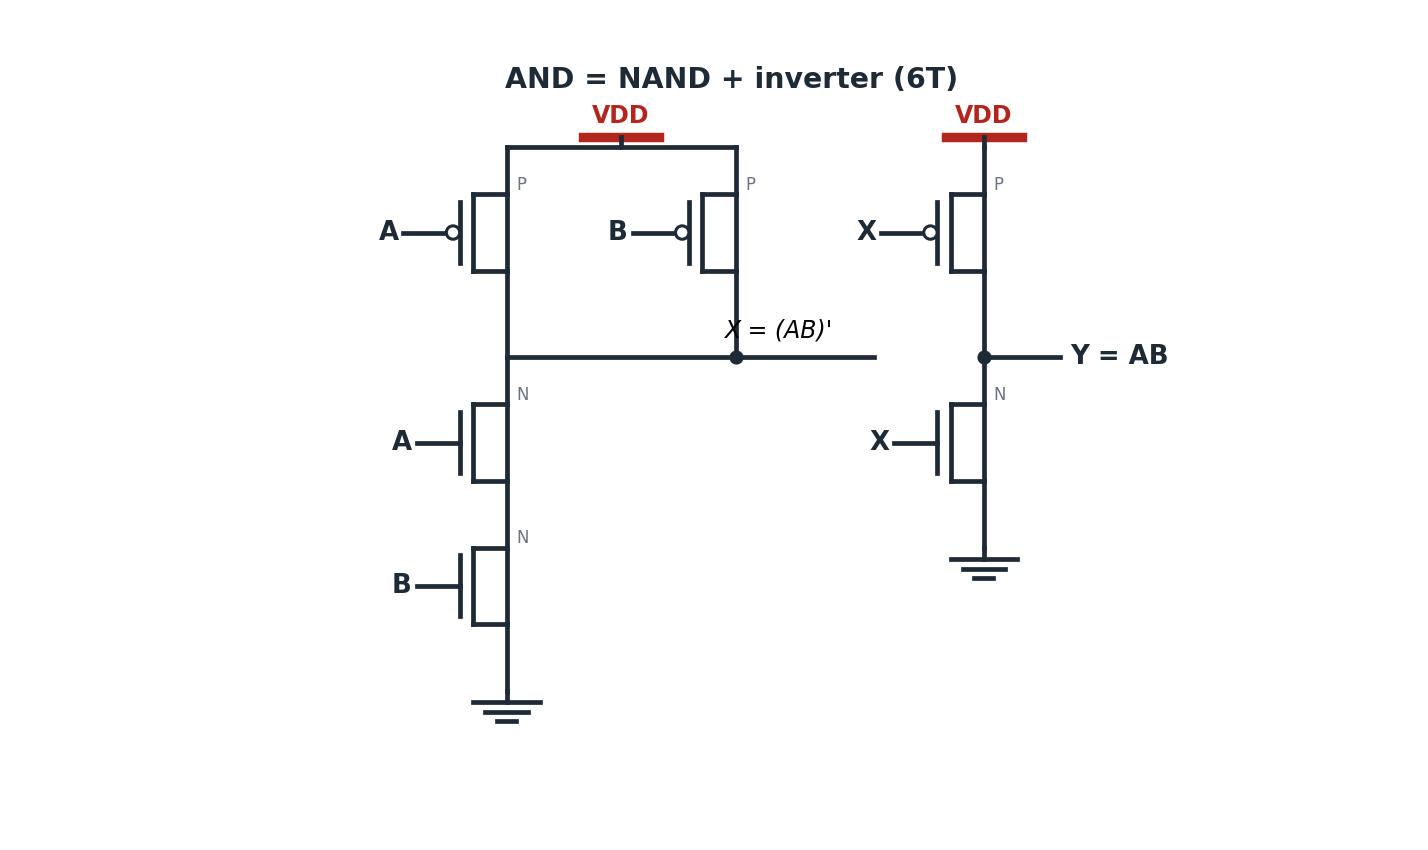 AND = NAND + inverter (6T)
VDD
VDD
P
P
P
A
B
X
X = (AB)'
Y = AB
N
N
A
X
N
B